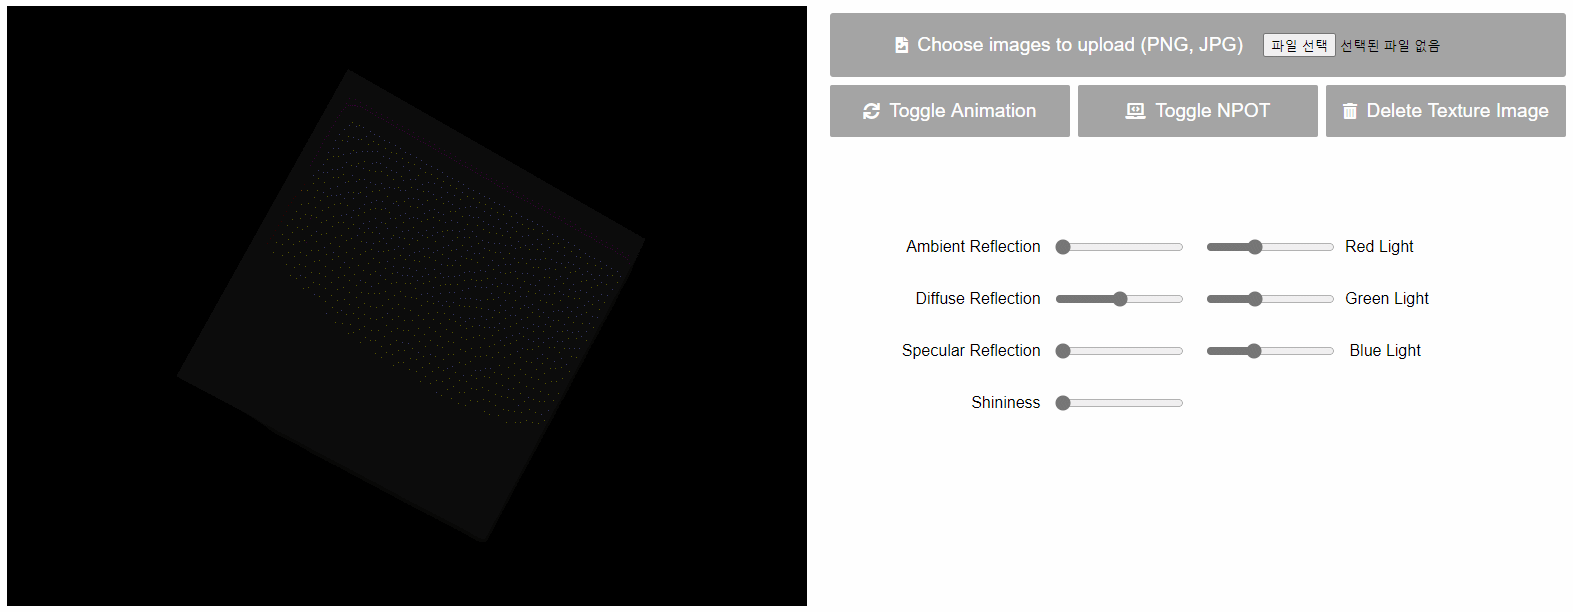 Choose images to upload (PNG, JPG) 파일 선택 선택된 파일 없음
Toggle Animation Toggle NPOT Delete Texture Image
Ambient Reflection Red Light
Diffuse Reflection Green Light
Specular Reflection Blue Light
Shininess